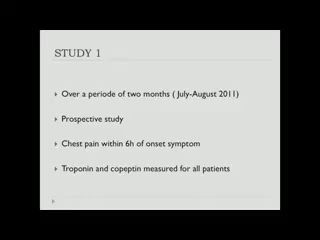 STUDY 1
Over a periode of two months ( July-August 2011)
Prospective study
Chest pain within 6h of onset symptom
Troponin and copeptin measured for all patients